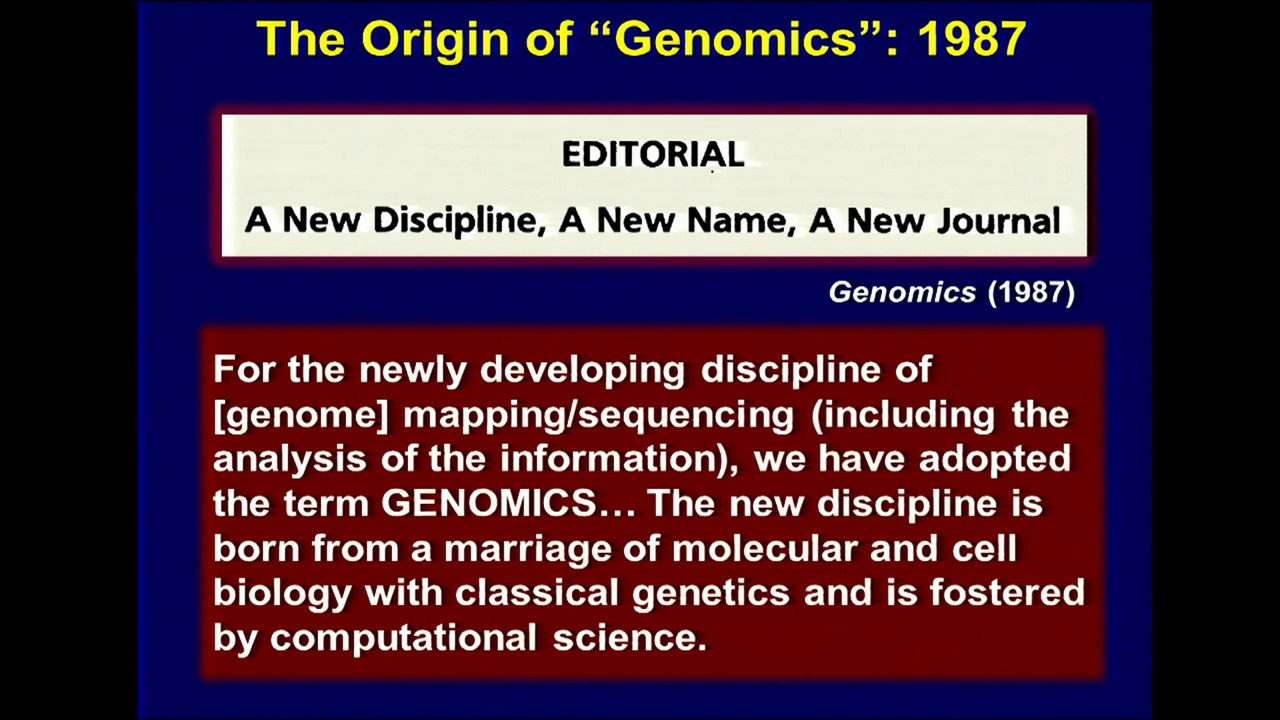 The Origin of “Genomics”: 1987
EDITORIAL
A New Discipline, A New Name, A New Journal
Genomics (1987)
For the newly developing discipline of
[genome] mapping/sequencing (including the
analysis of the information), we have adopted
the term GENOMICS… The new discipline is
born from a marriage of molecular and cell
biology with classical genetics and is fostered
by computational science.